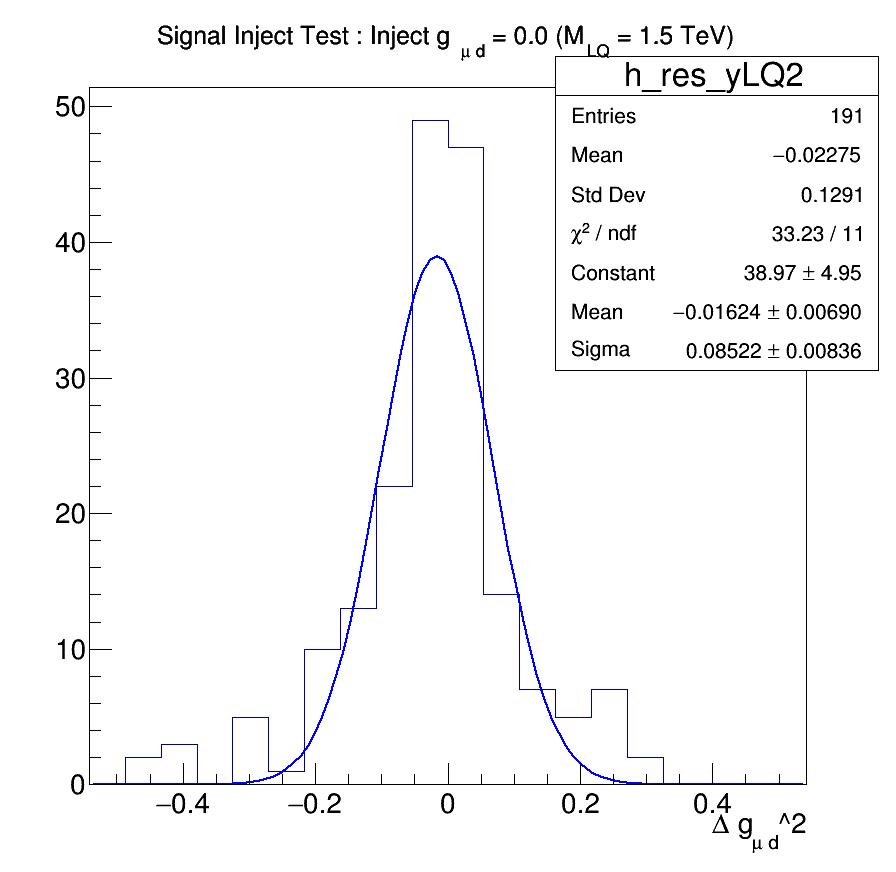 Signal Inject Test : Inject g μ d = 0.0 (M LQ = 1.5 TeV)
h_res_yLQ2
Entries 191
Mean −0.02275
Std Dev 0.1291
χ² / ndf 33.23 / 11
Constant 38.97 ± 4.95
Mean −0.01624 ± 0.00690
Sigma 0.08522 ± 0.00836
50
40
30
20
10
0
−0.4 −0.2 0 0.2 0.4
Δ g μ d^2